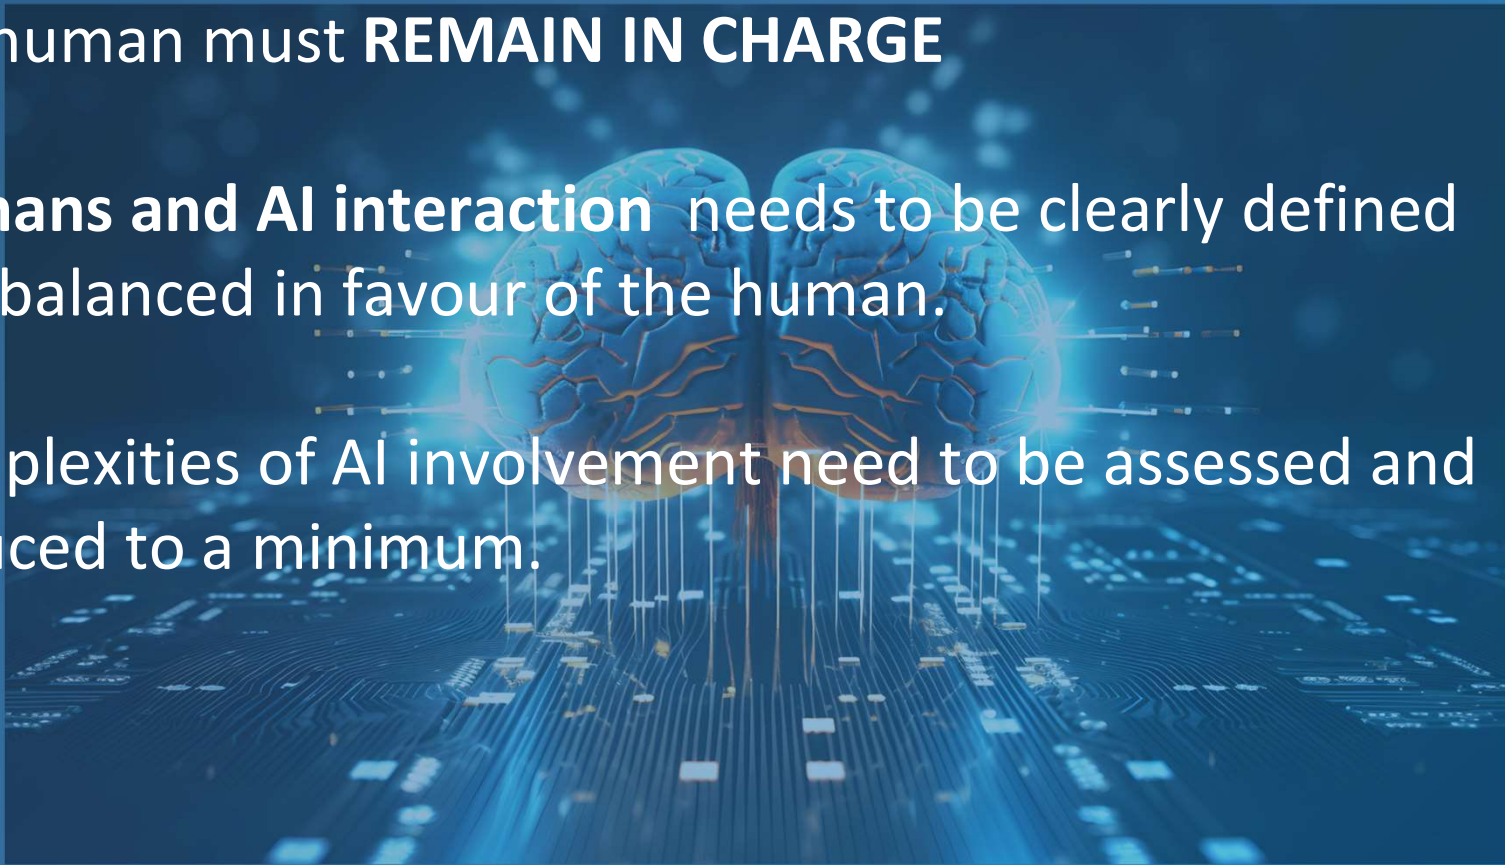 human must REMAIN IN CHARGE
mans and AI interaction needs to be clearly defined
balanced in favour of the human.
plexities of AI involvement need to be assessed and
uced to a minimum.